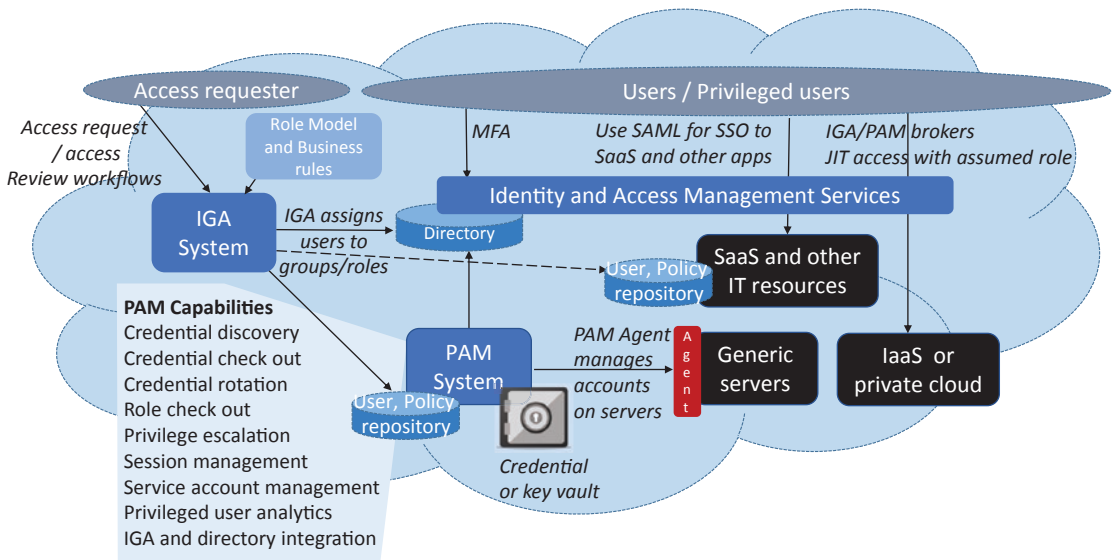 Access requester
Users / Privileged users
Access request
/ access
Review workflows
Role Model
and Business
rules
MFA
Use SAML for SSO to
SaaS and other apps
IGA/PAM brokers
JIT access with assumed role
Identity and Access Management Services
IGA
System
IGA assigns
users to
groups/roles
Directory
User, Policy
repository
SaaS and other
IT resources
PAM Capabilities
Credential discovery
Credential check out
Credential rotation
Role check out
Privilege escalation
Session management
Service account management
Privileged user analytics
IGA and directory integration
PAM
System
User, Policy
repository
Credential
or key vault
PAM Agent
manages
accounts
on servers
A
g
e
n
t
Generic
servers
IaaS or
private cloud